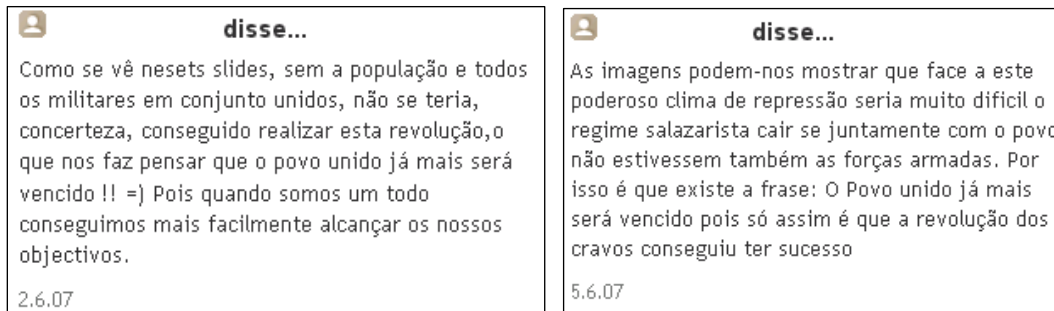 disse...
Como se vê nesets slides, sem a população e todos
os militares em conjunto unidos, não se teria,
concerteza, conseguido realizar esta revolução,o
que nos faz pensar que o povo unido já mais será
vencido !! =) Pois quando somos um todo
conseguimos mais facilmente alcançar os nossos
objectivos.
2.6.07
disse...
As imagens podem-nos mostrar que face a este
poderoso clima de repressão seria muito dificil o
regime salazarista cair se juntamente com o povo
não estivessem também as forças armadas. Por
isso é que existe a frase: O Povo unido já mais
será vencido pois só assim é que a revolução dos
cravos conseguiu ter sucesso
5.6.07